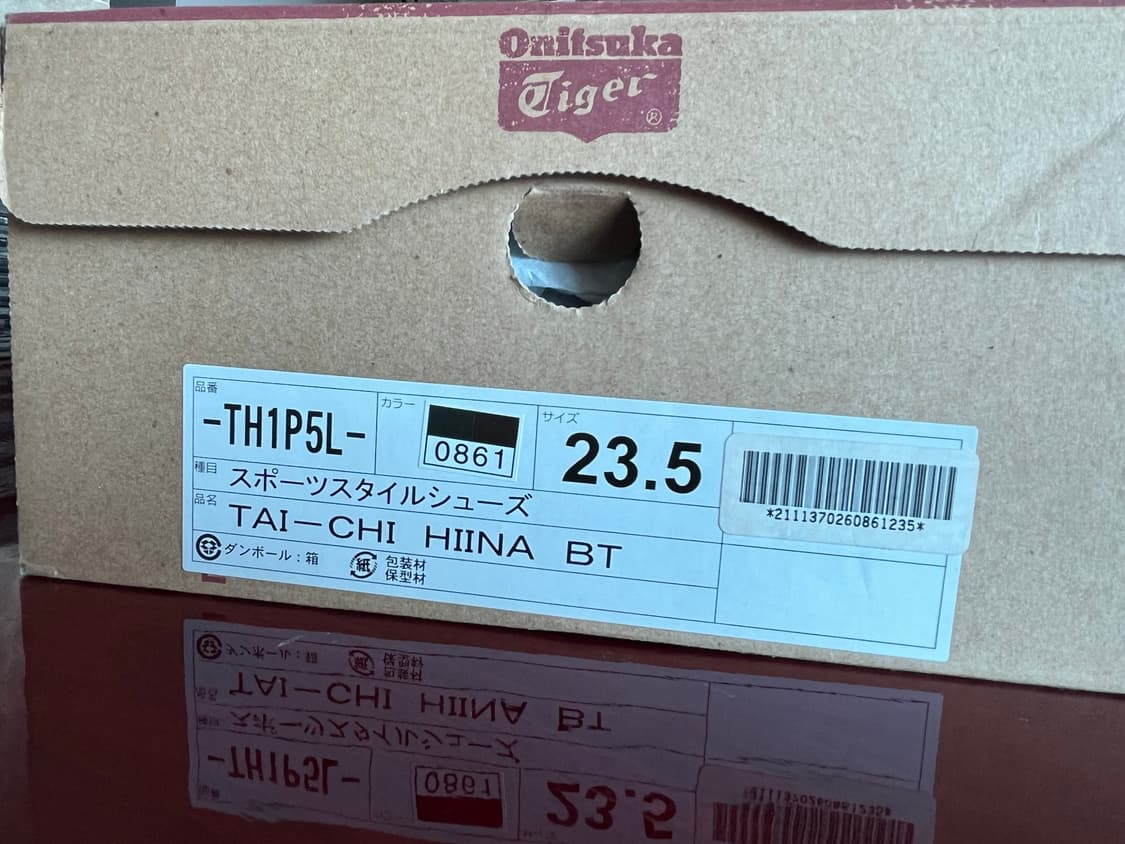 Onitsuka
Tiger
®
品番
-TH1P5L-
カラー
0861
サイズ
23.5
*2111370260861235*
種目
スポーツスタイルシューズ
品名
TAI-CHI HIINA BT
ダンボール:箱
紙
包装材
保型材